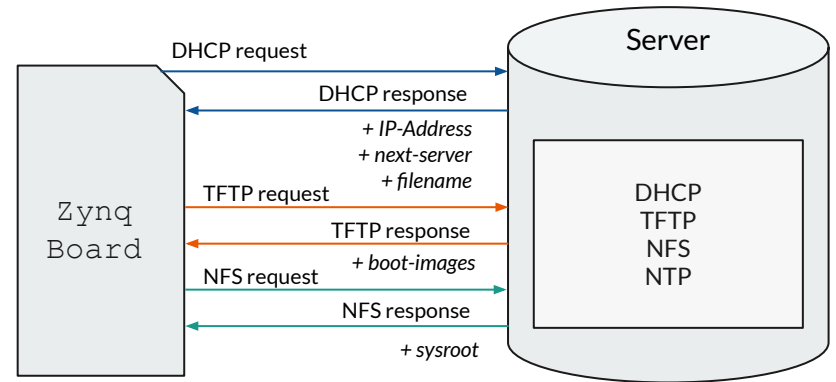 Server
DHCP request
DHCP response
+ IP-Address
+ next-server
+ filename
TFTP request
TFTP response
+ boot-images
NFS request
NFS response
+ sysroot
Zynq
Board
DHCP
TFTP
NFS
NTP